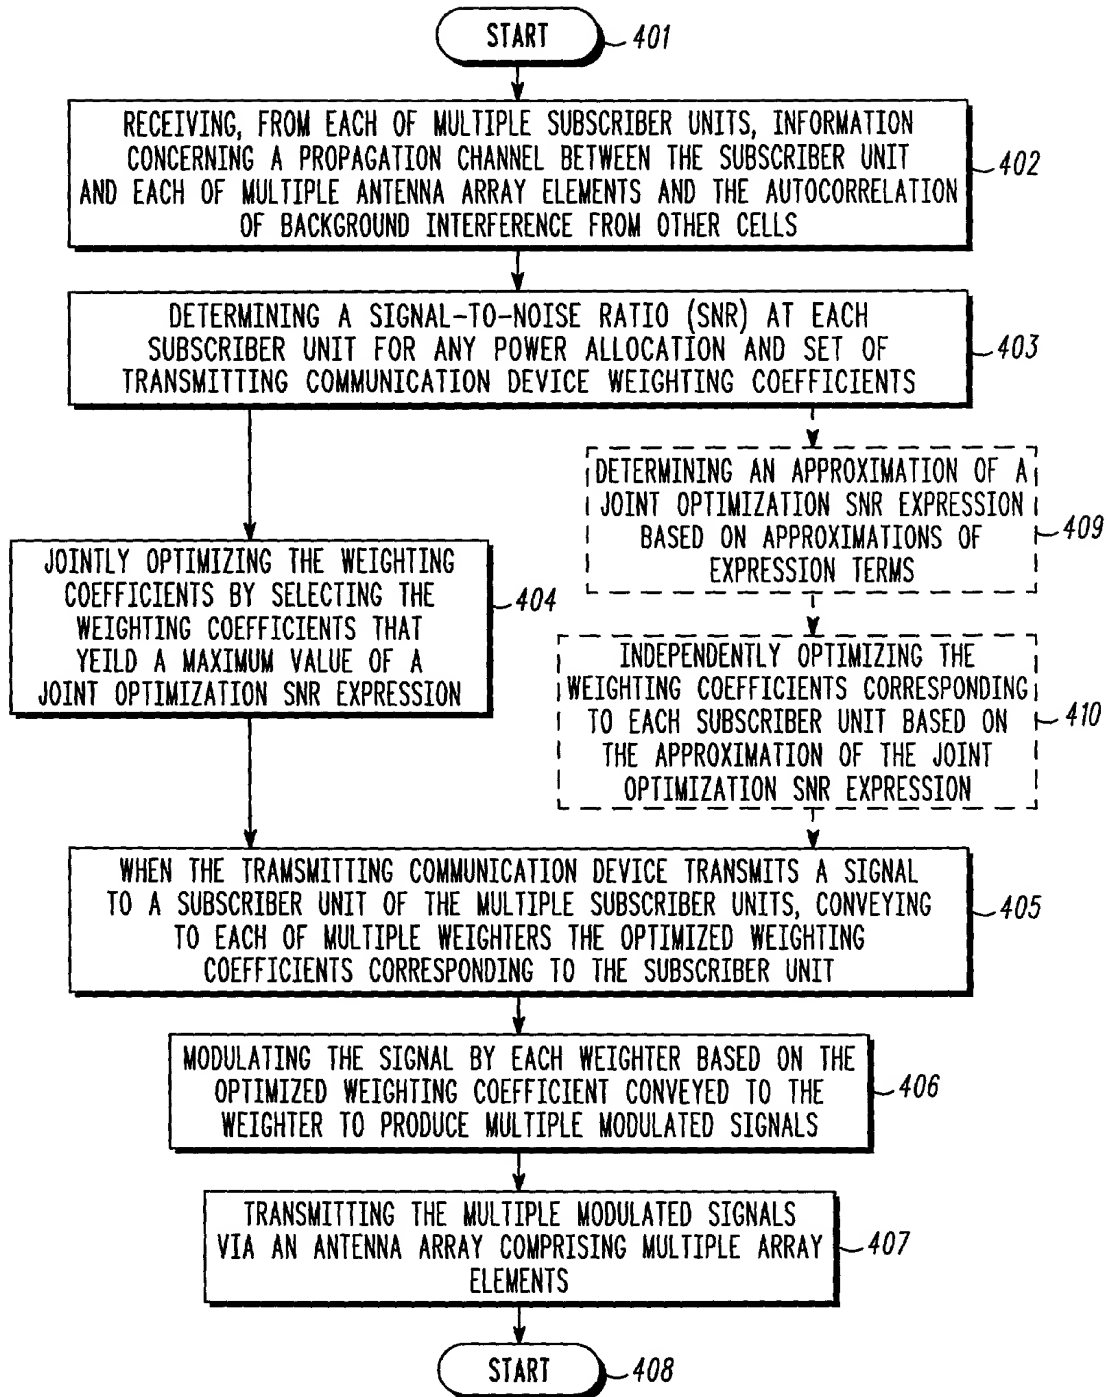 START
401
RECEIVING, FROM EACH OF MULTIPLE SUBSCRIBER UNITS, INFORMATION
CONCERNING A PROPAGATION CHANNEL BETWEEN THE SUBSCRIBER UNIT
AND EACH OF MULTIPLE ANTENNA ARRAY ELEMENTS AND THE AUTOCORRELATION
OF BACKGROUND INTERFERENCE FROM OTHER CELLS
402
DETERMINING A SIGNAL-TO-NOISE RATIO (SNR) AT EACH
SUBSCRIBER UNIT FOR ANY POWER ALLOCATION AND SET OF
TRANSMITTING COMMUNICATION DEVICE WEIGHTING COEFFICIENTS
403
JOINTLY OPTIMIZING THE WEIGHTING
COEFFICIENTS BY SELECTING THE
WEIGHTING COEFFICIENTS THAT
YEILD A MAXIMUM VALUE OF A
JOINT OPTIMIZATION SNR EXPRESSION
404
DETERMINING AN APPROXIMATION OF A
JOINT OPTIMIZATION SNR EXPRESSION
BASED ON APPROXIMATIONS OF
EXPRESSION TERMS
409
INDEPENDENTLY OPTIMIZING THE
WEIGHTING COEFFICIENTS CORRESPONDING
TO EACH SUBSCRIBER UNIT BASED ON
THE APPROXIMATION OF THE JOINT
OPTIMIZATION SNR EXPRESSION
410
WHEN THE TRAMSMITTING COMMUNICATION DEVICE TRANSMITS A SIGNAL
TO A SUBSCRIBER UNIT OF THE MULTIPLE SUBSCRIBER UNITS, CONVEYING
TO EACH OF MULTIPLE WEIGHTERS THE OPTIMIZED WEIGHTING
COEFFICIENTS CORRESPONDING TO THE SUBSCRIBER UNIT
405
MODULATING THE SIGNAL BY EACH WEIGHTER BASED ON THE
OPTIMIZED WEIGHTING COEFFICIENT CONVEYED TO THE
WEIGHTER TO PRODUCE MULTIPLE MODULATED SIGNALS
406
TRANSMITTING THE MULTIPLE MODULATED SIGNALS
VIA AN ANTENNA ARRAY COMPRISING MULTIPLE ARRAY
ELEMENTS
407
START
408